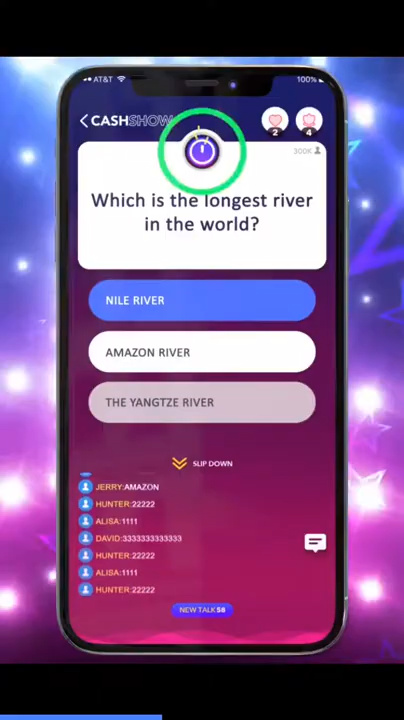 AT&T
100%
CASHSHOW
2
4
300K
Which is the longest river
in the world?
NILE RIVER
AMAZON RIVER
THE YANGTZE RIVER
SLIP DOWN
JERRY:AMAZON
HUNTER:22222
ALISA:1111
DAVID:3333333333333
HUNTER:22222
ALISA:1111
HUNTER:22222
NEW TALK 58